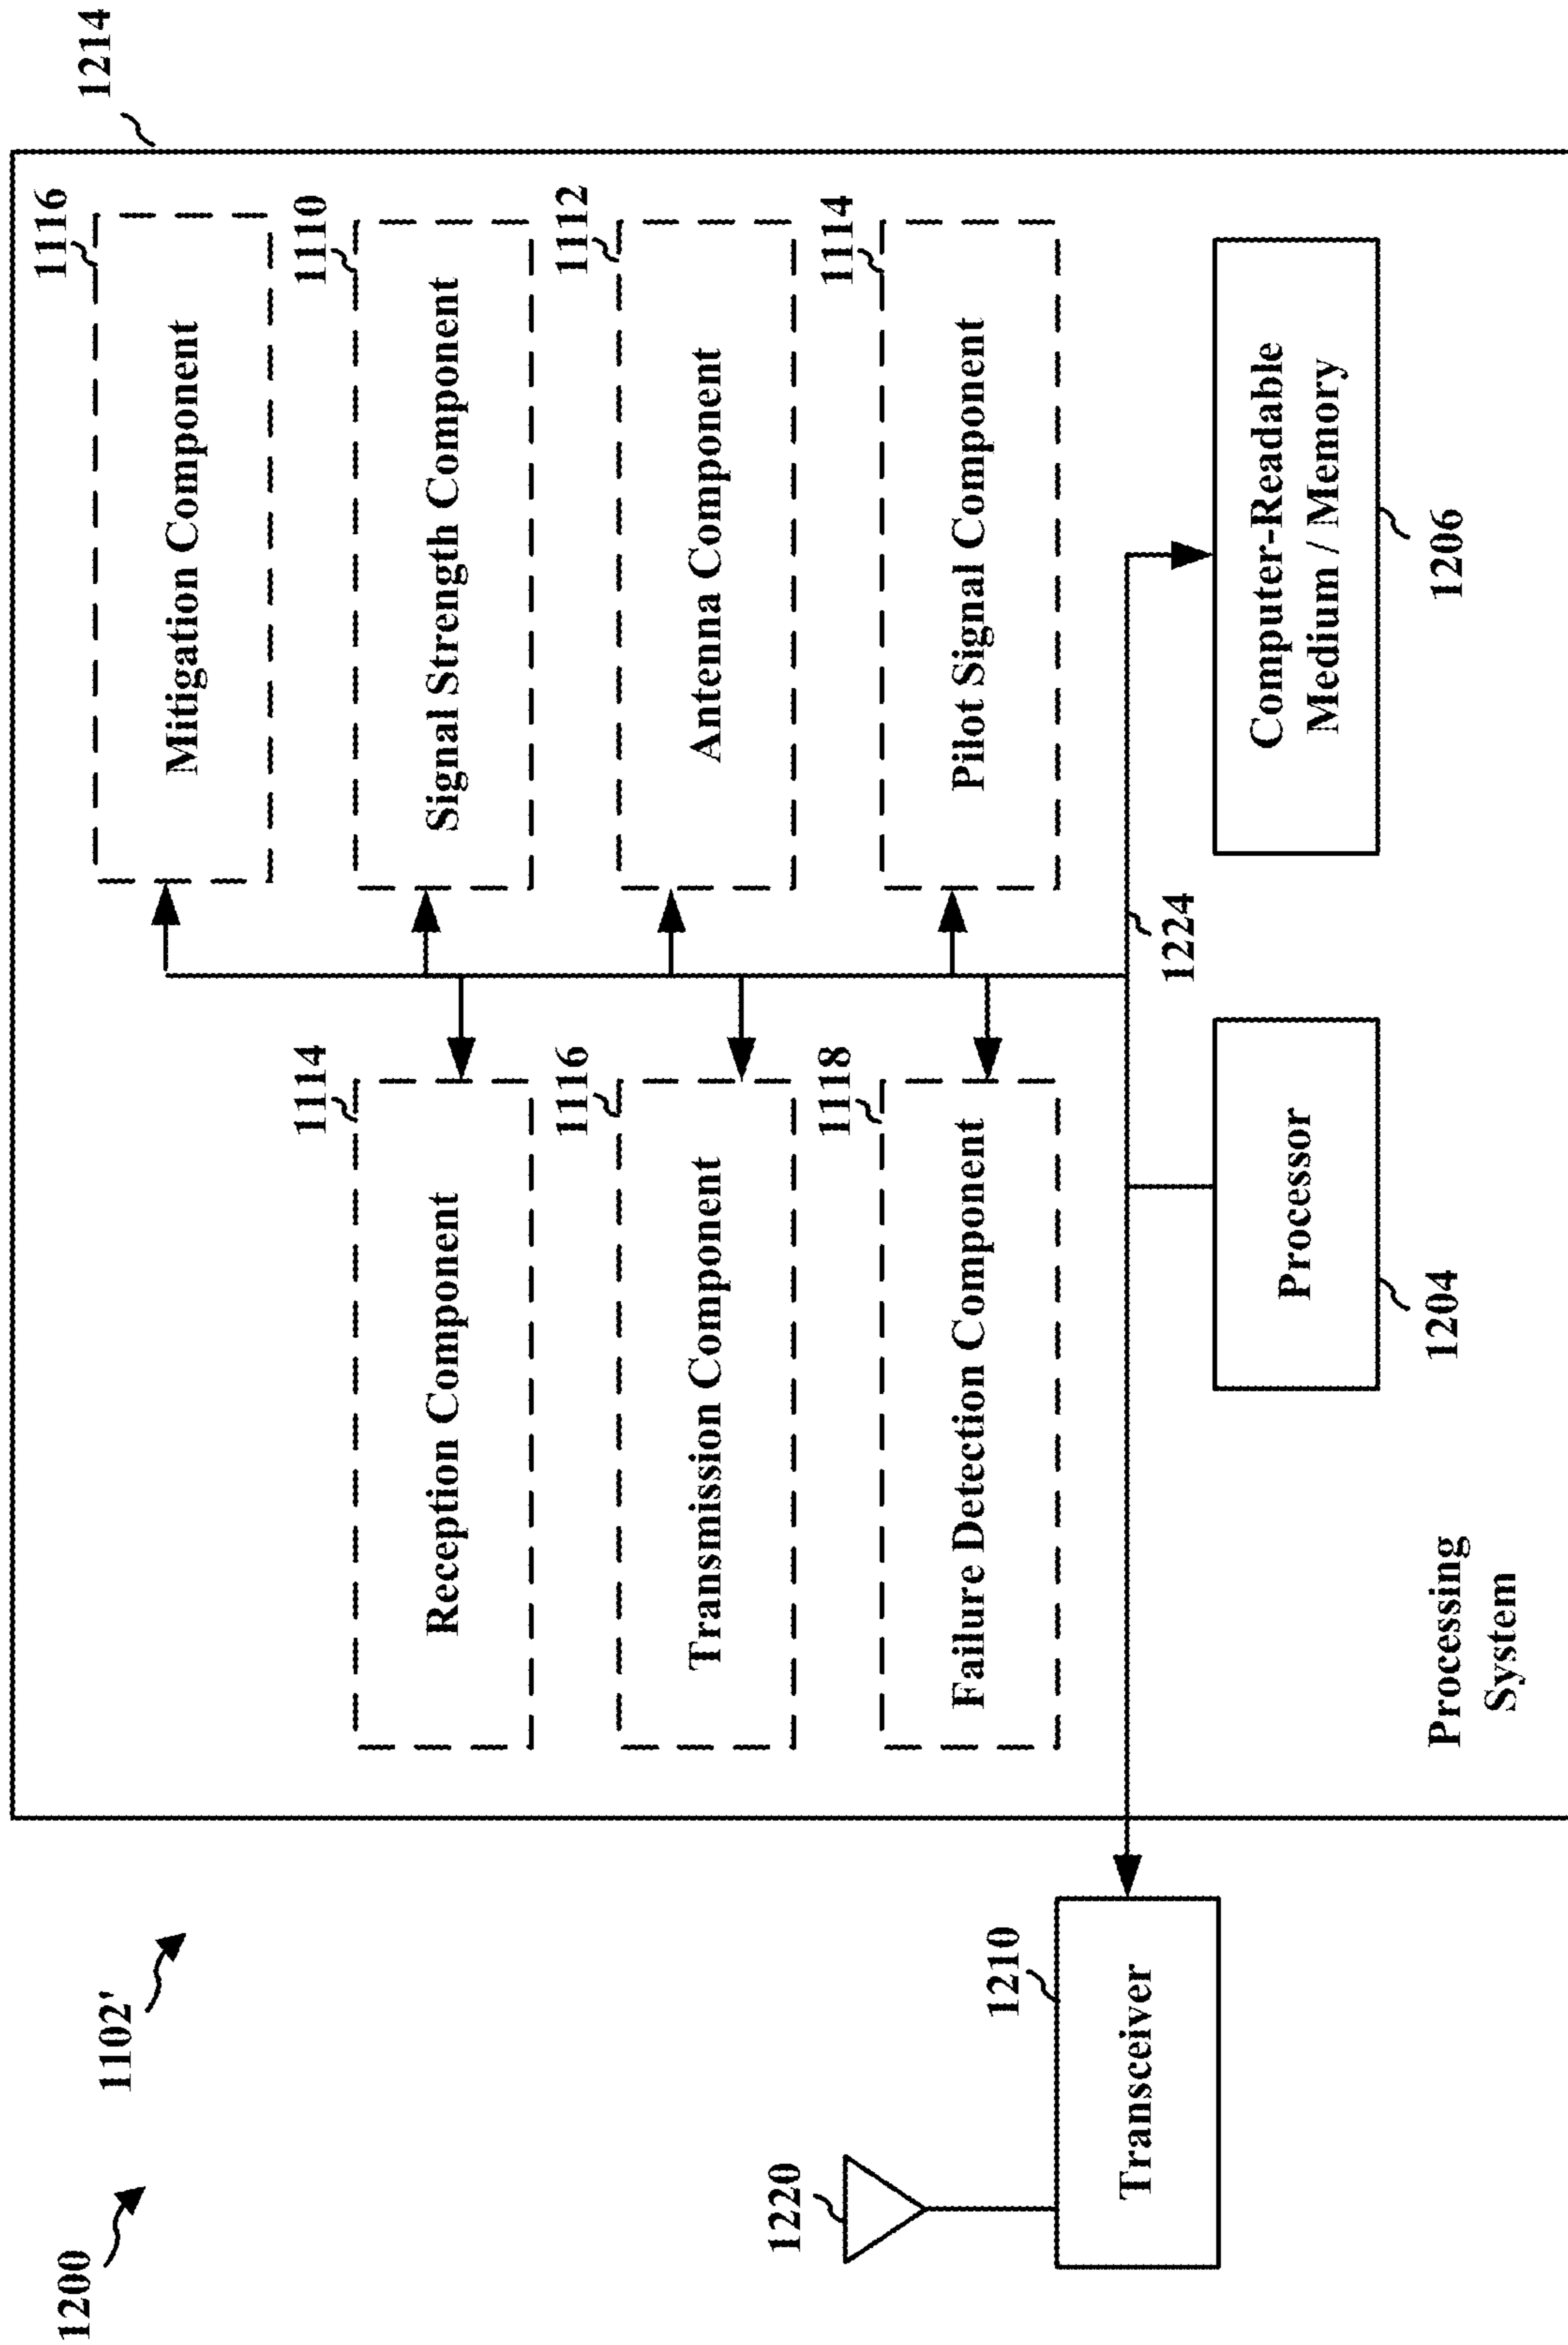 1200
1102'
1214
1116
Mitigation Component
1114
Reception Component
1110
Signal Strength Component
1116
Transmission Component
1112
Antenna Component
1118
Failure Detection Component
1114
Pilot Signal Component
1220
1210
Transceiver
1224
Processor
1204
Computer-Readable
Medium / Memory
1206
Processing
System